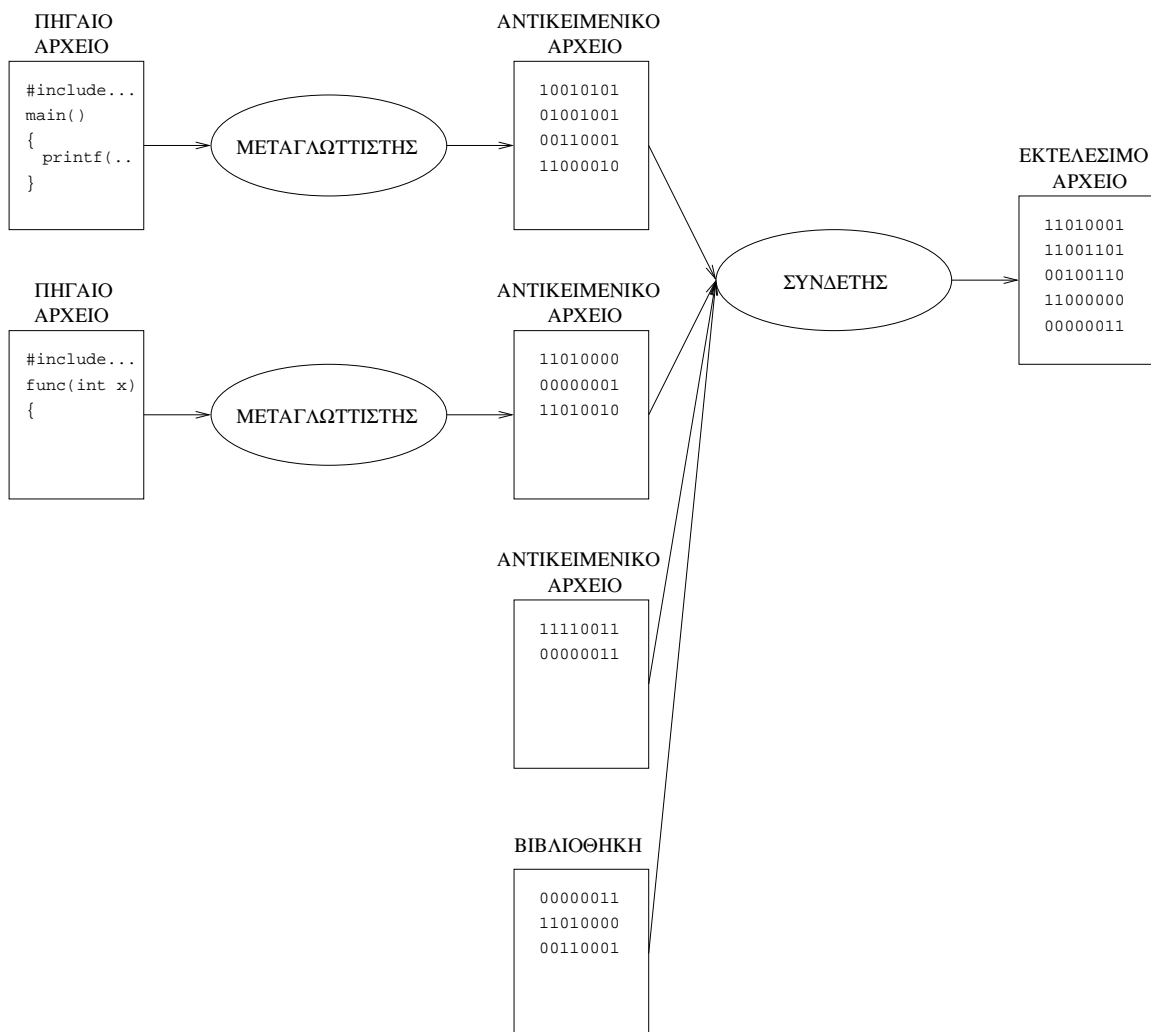 ΠΗΓΑΙΟ
ΑΡΧΕΙΟ
#include...
main()
{
printf(..
}
ΜΕΤΑΓΛΩΤΤΙΣΤΗΣ
ΑΝΤΙΚΕΙΜΕΝΙΚΟ
ΑΡΧΕΙΟ
10010101
01001001
00110001
11000010
ΠΗΓΑΙΟ
ΑΡΧΕΙΟ
#include...
func(int x)
{
ΜΕΤΑΓΛΩΤΤΙΣΤΗΣ
ΑΝΤΙΚΕΙΜΕΝΙΚΟ
ΑΡΧΕΙΟ
11010000
00000001
11010010
ΑΝΤΙΚΕΙΜΕΝΙΚΟ
ΑΡΧΕΙΟ
11110011
00000011
ΒΙΒΛΙΟΘΗΚΗ
00000011
11010000
00110001
ΣΥΝΔΕΤΗΣ
ΕΚΤΕΛΕΣΙΜΟ
ΑΡΧΕΙΟ
11010001
11001101
00100110
11000000
00000011